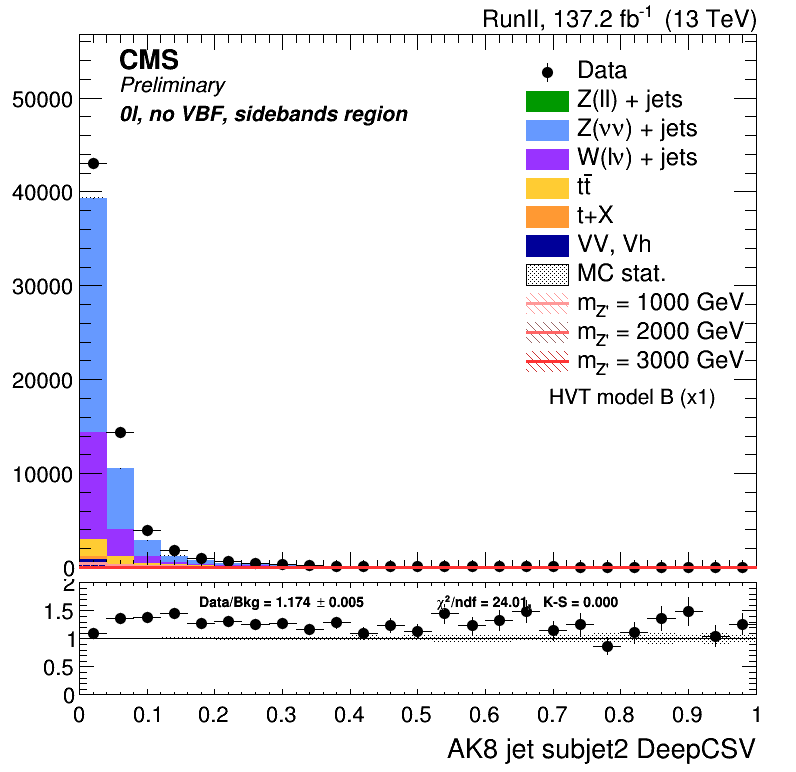 RunII, 137.2 fb⁻¹ (13 TeV)
CMS
Preliminary
0l, no VBF, sidebands region
Data
Z(ll) + jets
Z(νν) + jets
W(lν) + jets
tt̄
t+X
VV, Vh
MC stat.
m_Z' = 1000 GeV
m_Z' = 2000 GeV
m_Z' = 3000 GeV
HVT model B (x1)
50000
40000
30000
20000
10000
0
Data/Bkg = 1.174 ± 0.005 χ²/ndf = 24.01, K-S = 0.000
2
1.5
1
0.5
0
0 0.1 0.2 0.3 0.4 0.5 0.6 0.7 0.8 0.9 1
AK8 jet subjet2 DeepCSV